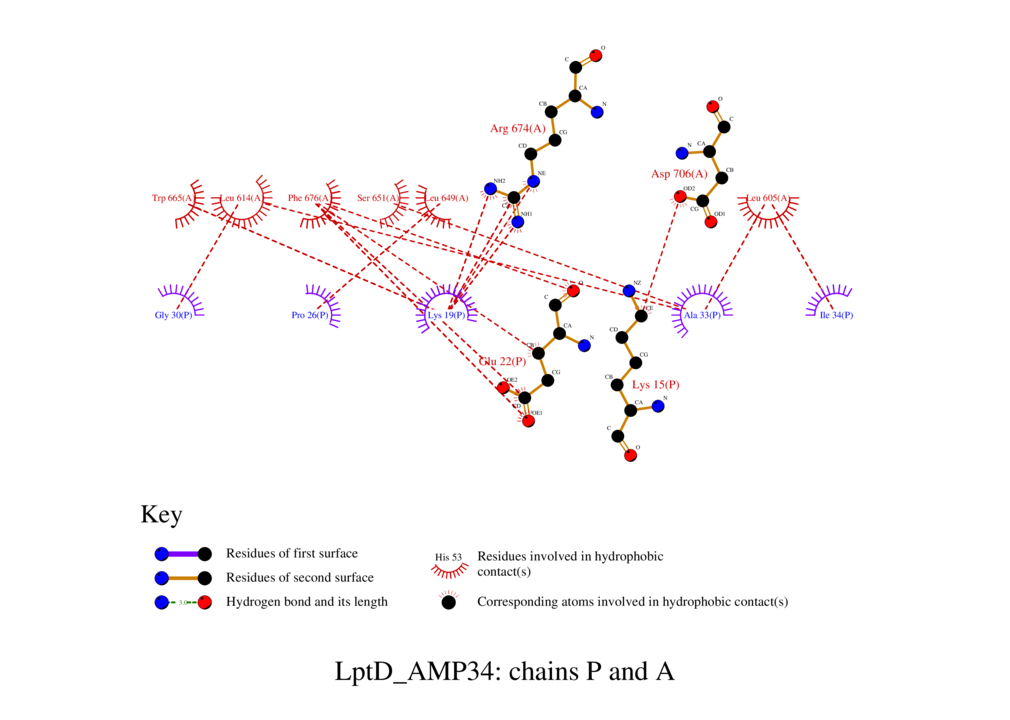 O
C
CA
CB
N
CG
Arg 674(A)
CD
NE
NH2
NH1
O
C
CA
N
CB
Asp 706(A)
OD2
CG
OD1
Trp 665(A)
Leu 614(A)
Phe 676(A)
Ser 651(A)
Leu 649(A)
Leu 605(A)
Gly 30(P)
Pro 26(P)
Lys 19(P)
Ala 33(P)
Ile 34(P)
O
C
CA
N
CB
Glu 22(P)
CG
OE2
CD
OE1
NZ
CE
CD
CG
CB
Lys 15(P)
CA
N
C
O
Key
Residues of first surface
Residues of second surface
3.0
Hydrogen bond and its length
His 53
Residues involved in hydrophobic
contact(s)
Corresponding atoms involved in hydrophobic contact(s)
LptD_AMP34: chains P and A